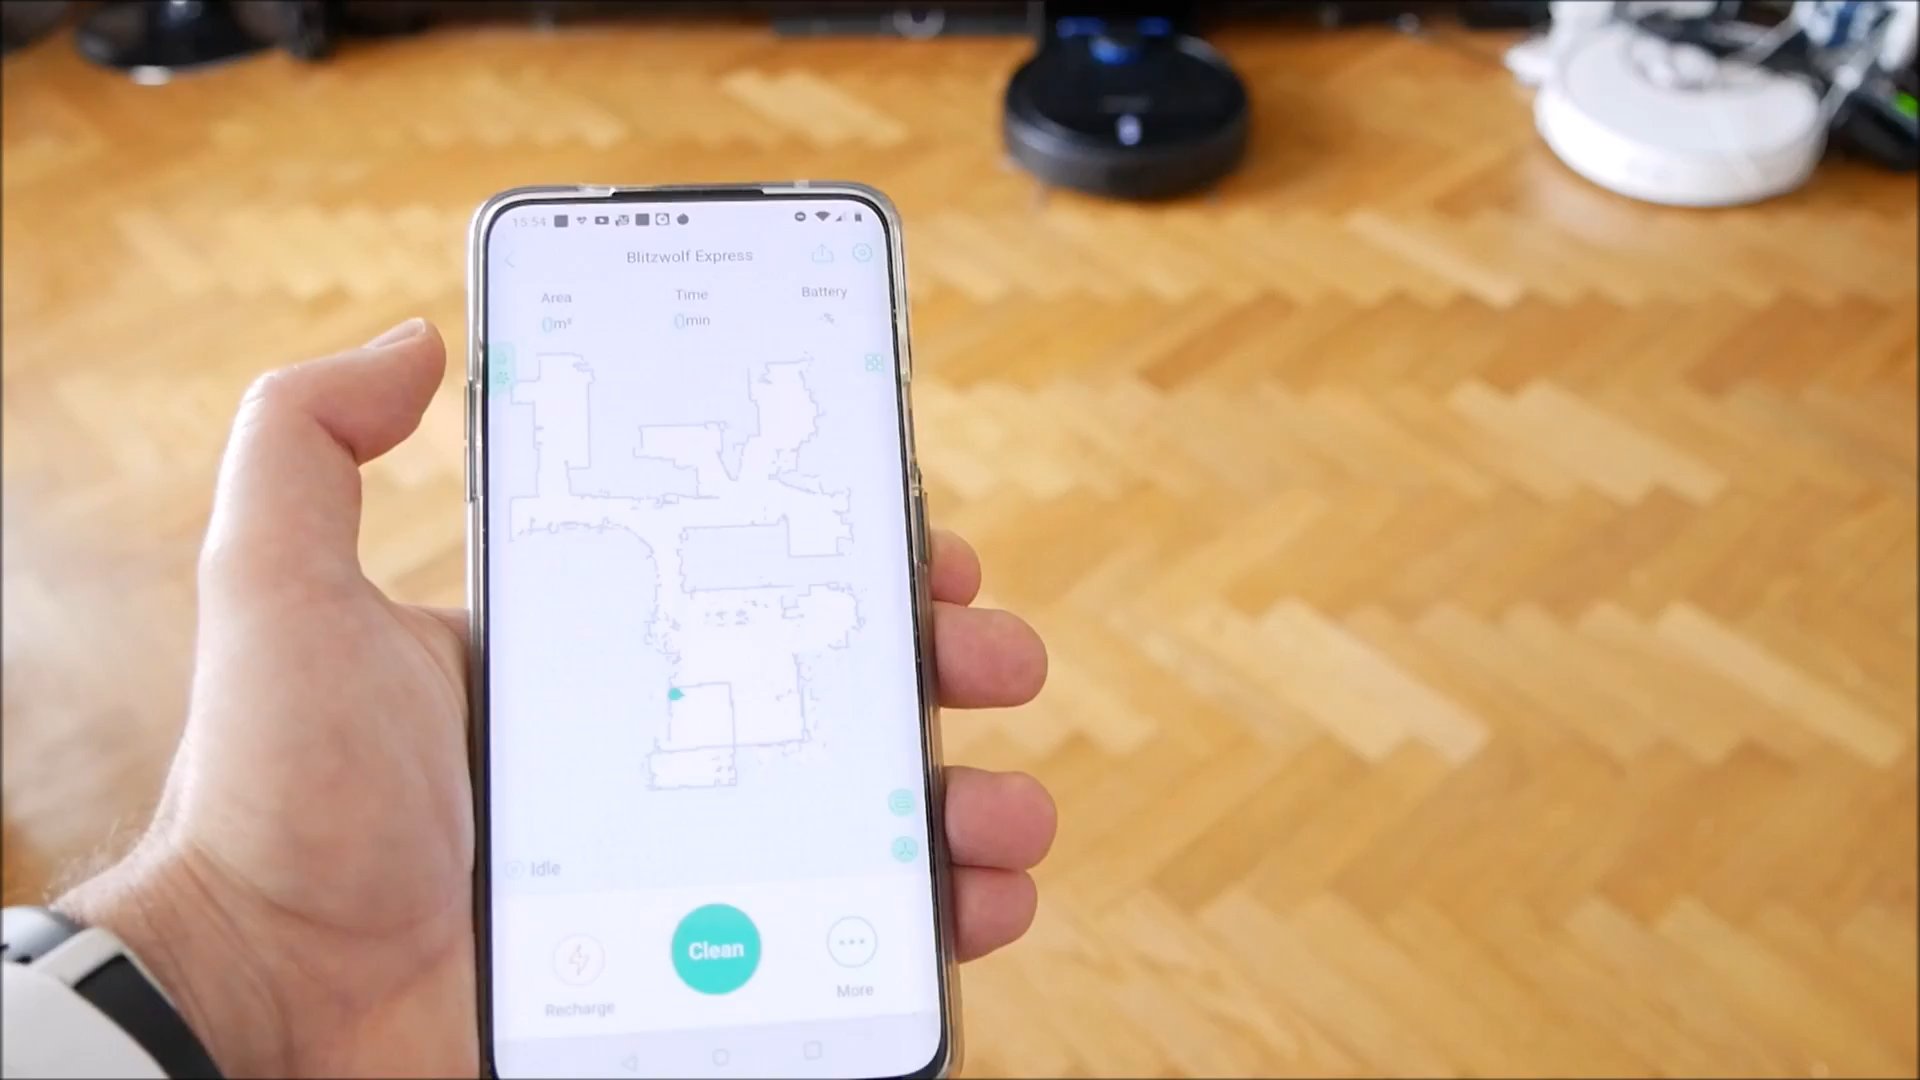 15:54
Blitzwolf Express
Area
Time
Battery
0m²
0min
-%
Idle
Clean
Recharge
More